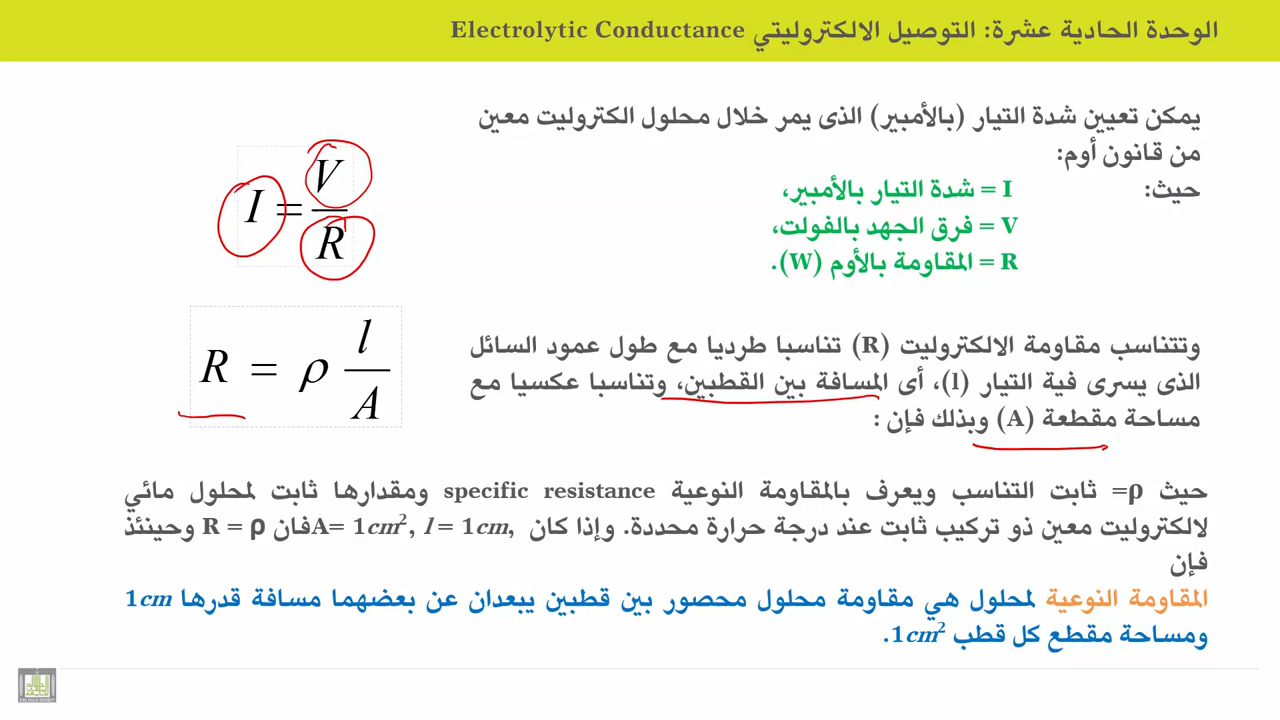 الوحدة الحادية عشرة: التوصيل الالكتروليتي Electrolytic Conductance
يمكن تعيين شدة التيار (بالأمبير) الذى يمر خلال محلول الكتروليت معين
من قانون أوم:
حيث: I = شدة التيار بالأمبير،
V = فرق الجهد بالفولت،
R = المقاومة بالأوم (W).
I = V / R
وتتناسب مقاومة الالكتروليت (R) تناسبا طرديا مع طول عمود السائل
الذى يسرى فية التيار (l)، أى المسافة بين القطبين، وتناسبا عكسيا مع
مساحة مقطعة (A) وبذلك فإن :
R = ρ l / A
حيث ρ= ثابت التناسب ويعرف بالمقاومة النوعية specific resistance ومقدارها ثابت لمحلول مائي
لالكتروليت معين ذو تركيب ثابت عند درجة حرارة محددة. وإذا كان A= 1cm², l = 1cm, فان R = ρ وحينئذ
فإن
المقاومة النوعية لمحلول هي مقاومة محلول محصور بين قطبين يبعدان عن بعضهما مسافة قدرها 1cm
ومساحة مقطع كل قطب 1cm².